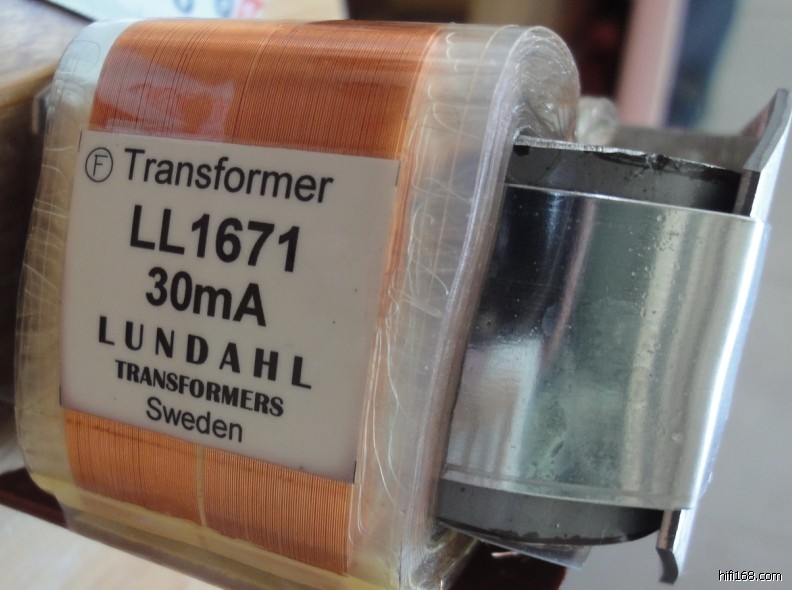 Ⓕ Transformer
LL1671
30mA
LUNDAHL
TRANSFORMERS
Sweden
hifi168.com